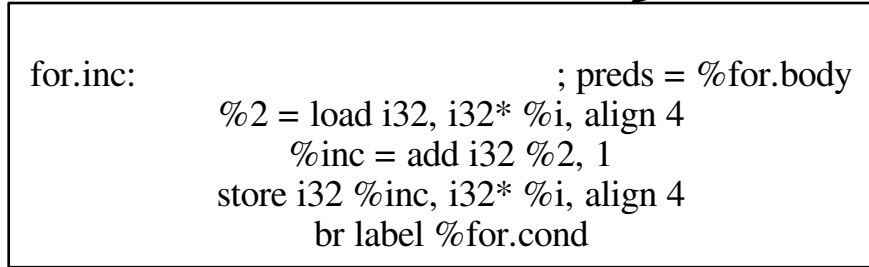 for.inc: ; preds = %for.body
%2 = load i32, i32* %i, align 4
%inc = add i32 %2, 1
store i32 %inc, i32* %i, align 4
br label %for.cond